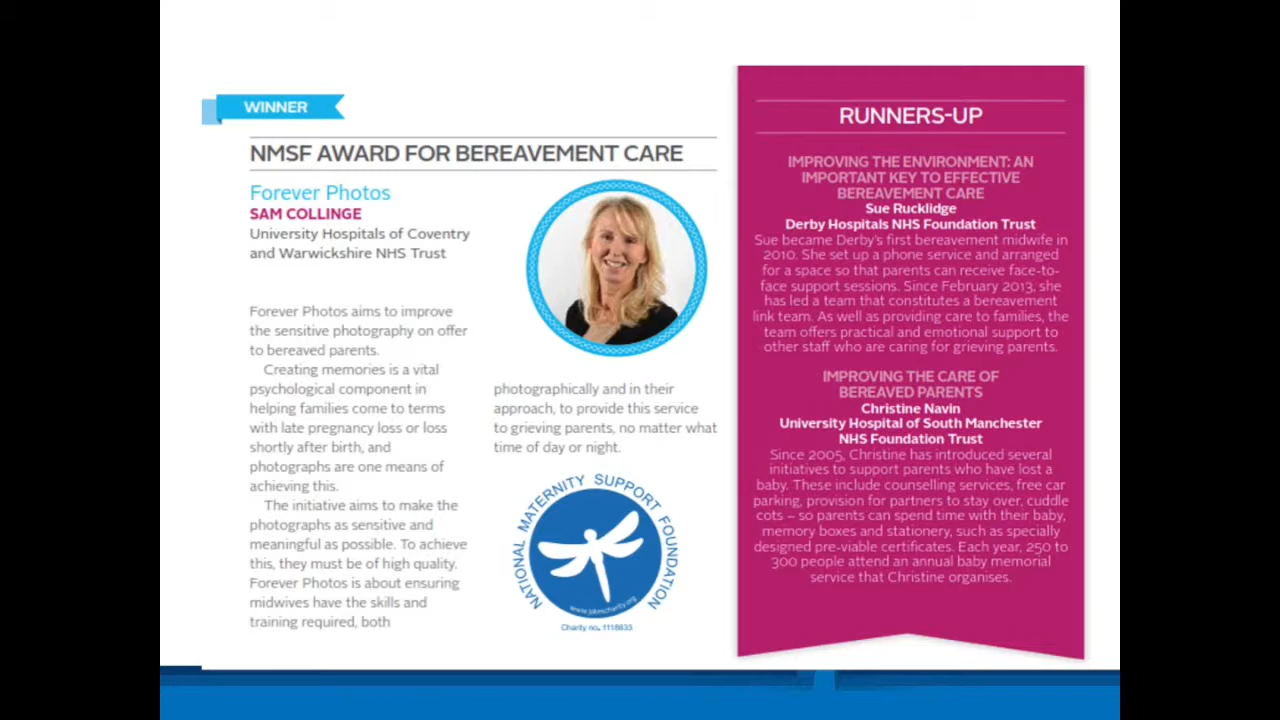 WINNER
NMSF AWARD FOR BEREAVEMENT CARE
Forever Photos
SAM COLLINGE
University Hospitals of Coventry
and Warwickshire NHS Trust
Forever Photos aims to improve
the sensitive photography on offer
to bereaved parents.
Creating memories is a vital
psychological component in
helping families come to terms
with late pregnancy loss or loss
shortly after birth, and
photographs are one means of
achieving this.
The initiative aims to make the
photographs as sensitive and
meaningful as possible. To achieve
this, they must be of high quality.
Forever Photos is about ensuring
midwives have the skills and
training required, both
photographically and in their
approach, to provide this service
to grieving parents, no matter what
time of day or night.
NATIONAL MATERNITY SUPPORT FOUNDATION
www.jakescharity.org
Charity no. 1118833
RUNNERS-UP
IMPROVING THE ENVIRONMENT: AN
IMPORTANT KEY TO EFFECTIVE
BEREAVEMENT CARE
Sue Rucklidge
Derby Hospitals NHS Foundation Trust
Sue became Derby's first bereavement midwife in
2010. She set up a phone service and arranged
for a space so that parents can receive face-to-
face support sessions. Since February 2013, she
has led a team that constitutes a bereavement
link team. As well as providing care to families, the
team offers practical and emotional support to
other staff who are caring for grieving parents.
IMPROVING THE CARE OF
BEREAVED PARENTS
Christine Navin
University Hospital of South Manchester
NHS Foundation Trust
Since 2005, Christine has introduced several
initiatives to support parents who have lost a
baby. These include counselling services, free car
parking, provision for partners to stay over, cuddle
cots – so parents can spend time with their baby,
memory boxes and stationery, such as specially
designed pre-viable certificates. Each year, 250 to
300 people attend an annual baby memorial
service that Christine organises.